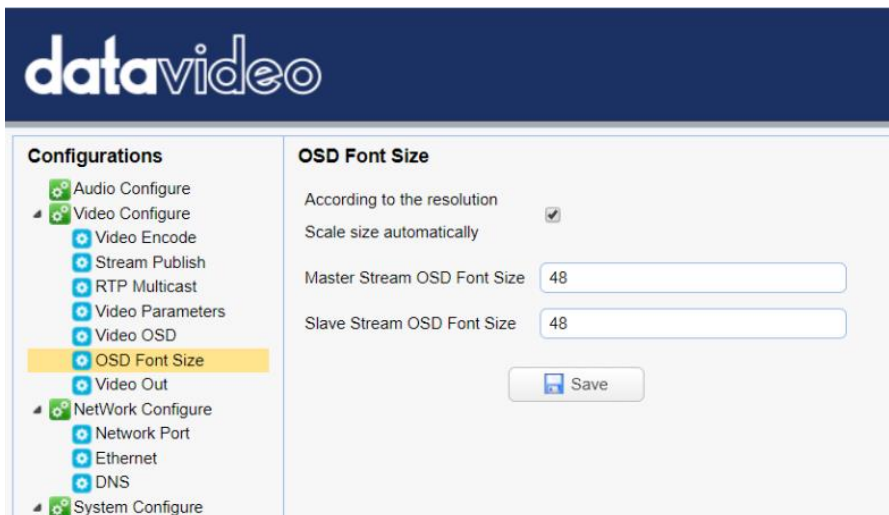 datavideo
Configurations
Audio Configure
Video Configure
Video Encode
Stream Publish
RTP Multicast
Video Parameters
Video OSD
OSD Font Size
Video Out
NetWork Configure
Network Port
Ethernet
DNS
System Configure
OSD Font Size
According to the resolution
Scale size automatically
Master Stream OSD Font Size 48
Slave Stream OSD Font Size 48
Save